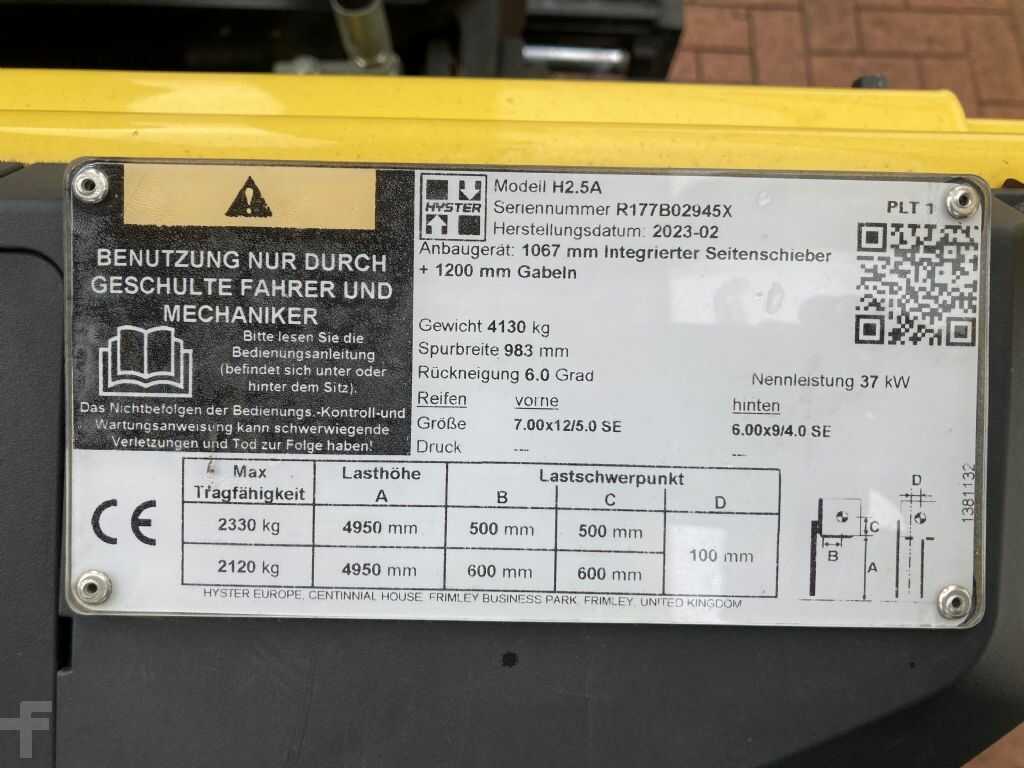 BENUTZUNG NUR DURCH
GESCHULTE FAHRER UND
MECHANIKER
Bitte lesen Sie die
Bedienungsanleitung
(befindet sich unter oder
hinter dem Sitz).
Das Nichtbefolgen der Bedienungs.-Kontroll-und
Wartungsanweisung kann schwerwiegende
Verletzungen und Tod zur Folge haben!
HYSTER
Modell H2.5A
Seriennummer R177B02945X
Herstellungsdatum: 2023-02
PLT 1
Anbaugerät: 1067 mm Integrierter Seitenschieber
+ 1200 mm Gabeln
Gewicht 4130 kg
Spurbreite 983 mm
Rückneigung 6.0 Grad
Nennleistung 37 kW
Reifen vorne hinten
Größe 7.00x12/5.0 SE 6.00x9/4.0 SE
Druck --- ---
Max Tragfähigkeit Lasthöhe A Lastschwerpunkt
B C D
2330 kg 4950 mm 500 mm 500 mm 100 mm
2120 kg 4950 mm 600 mm 600 mm
CE
D
C
B
A
1381132
HYSTER EUROPE, CENTINNIAL HOUSE, FRIMLEY BUSINESS PARK, FRIMLEY, UNITED KINGDOM
f